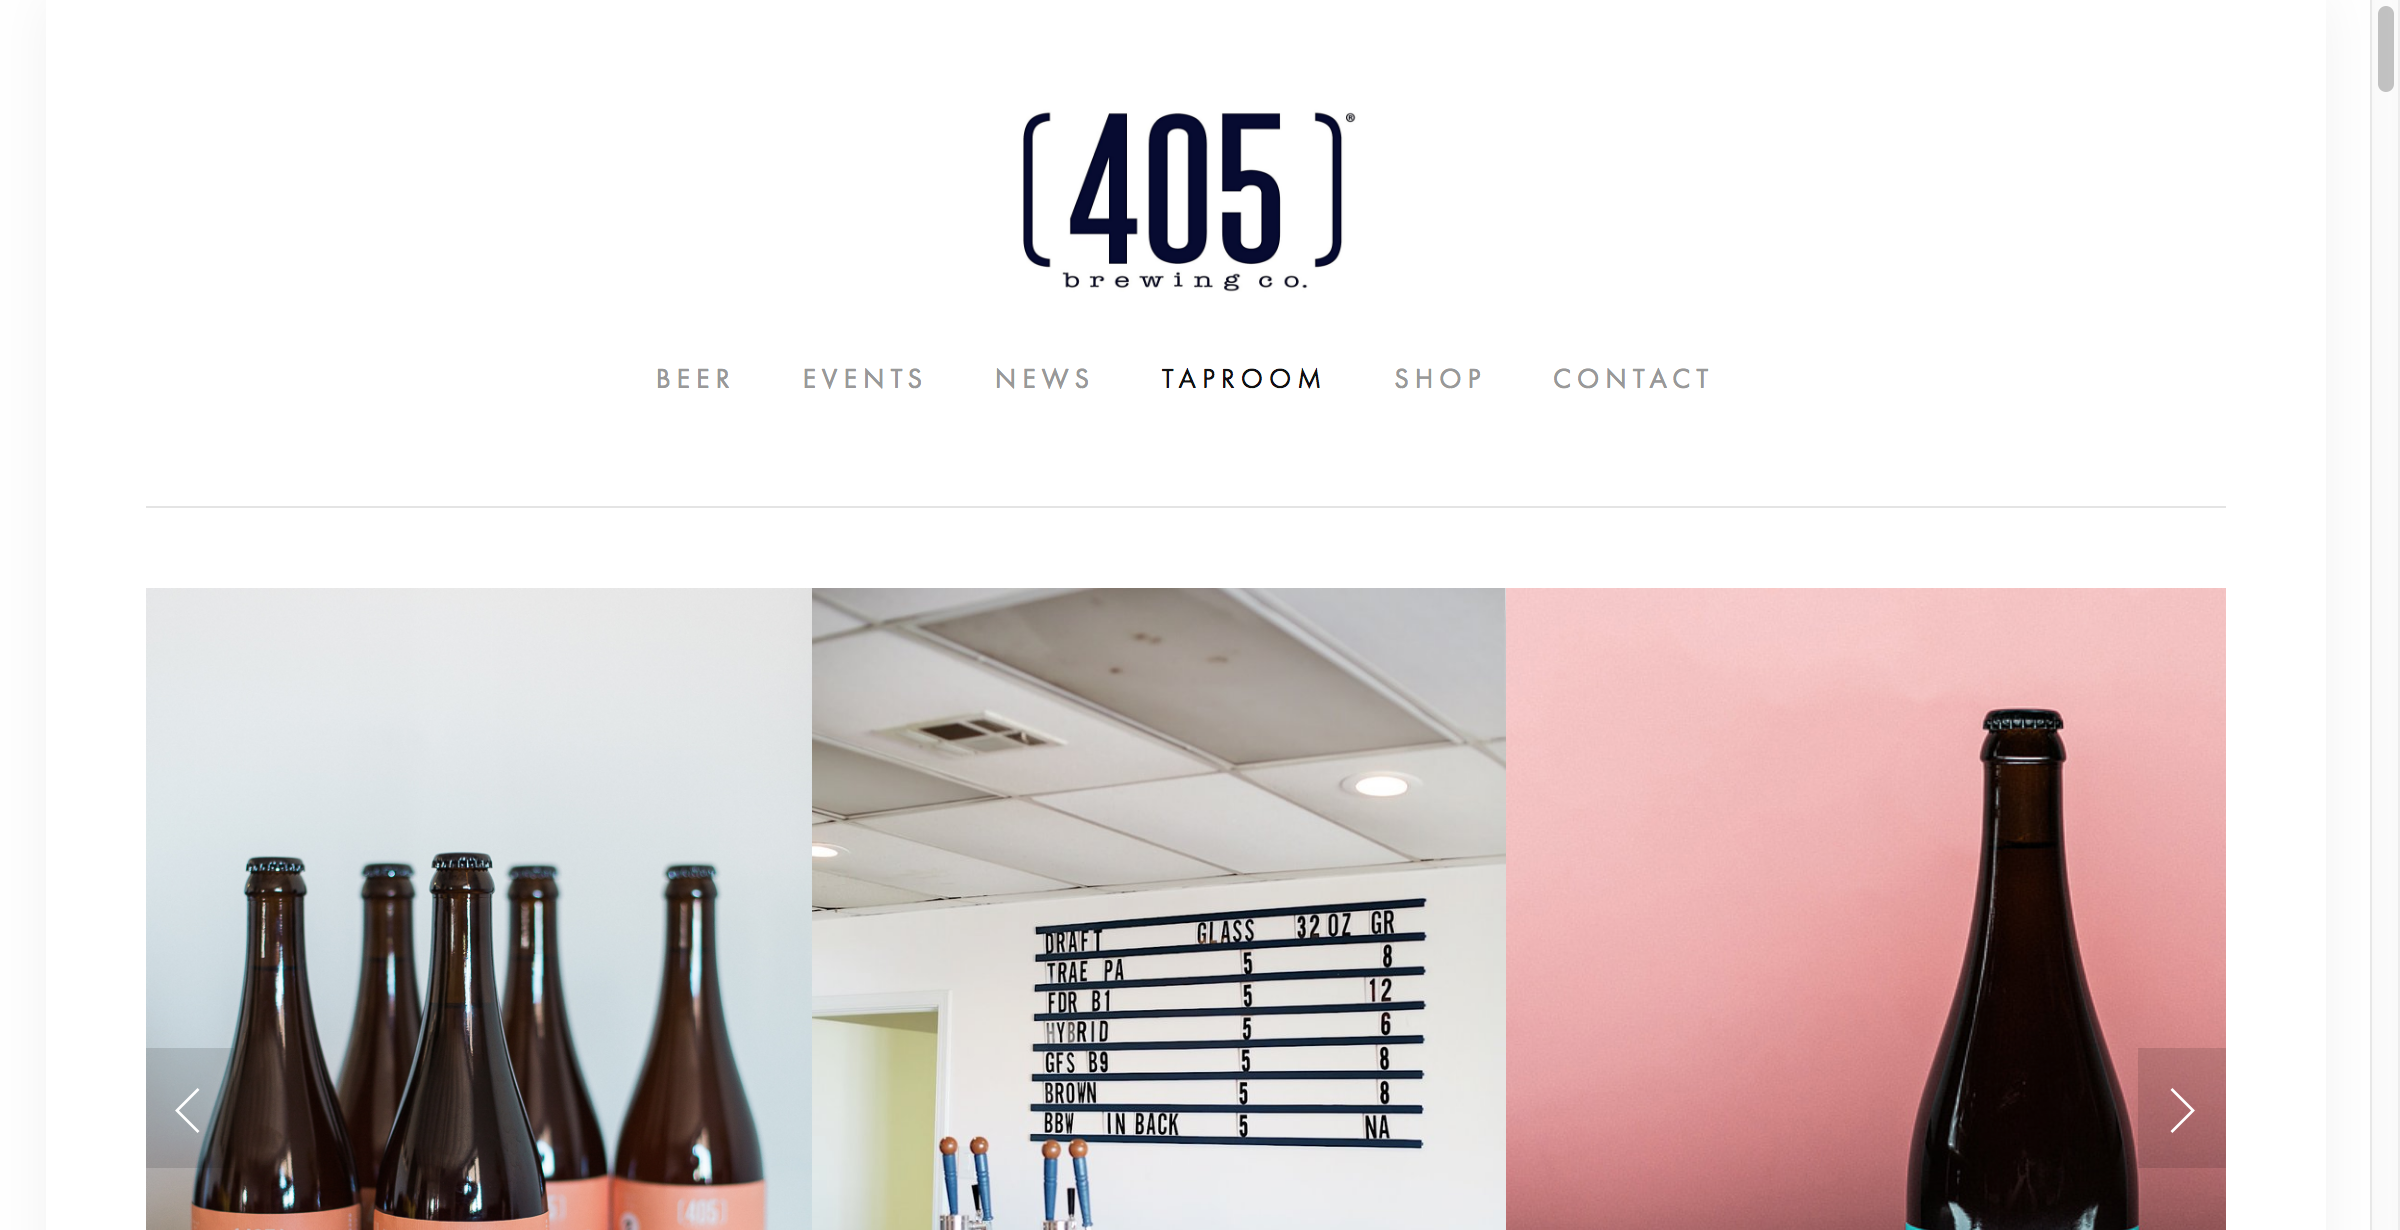 (405)®
brewing co.
BEER EVENTS NEWS TAPROOM SHOP CONTACT
DRAFT GLASS 32 OZ GR
TRAE PA 5 8
FDR B1 5 12
HYBRID 5 6
GFS B9 5 8
BROWN 5 8
BBW IN BACK 5 NA
(405)